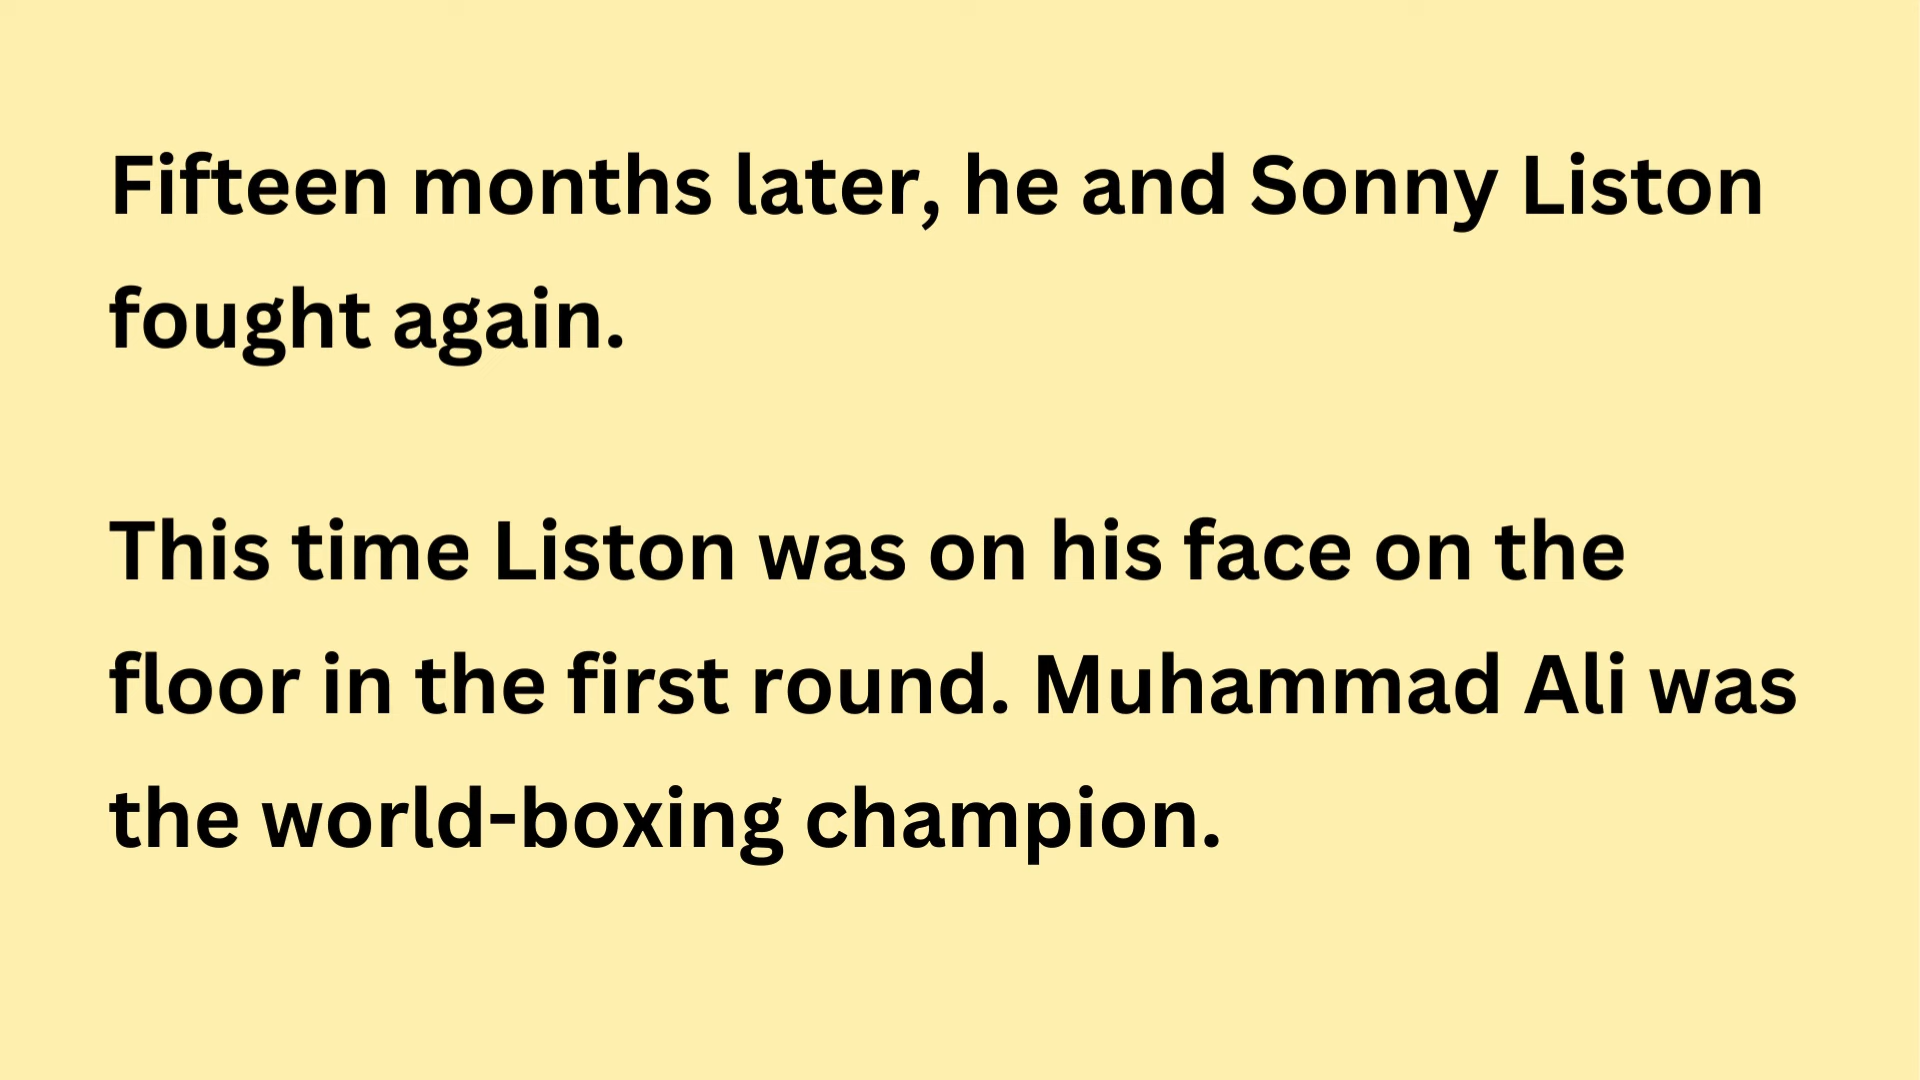 Fifteen months later, he and Sonny Liston
fought again.
This time Liston was on his face on the
floor in the first round. Muhammad Ali was
the world-boxing champion.